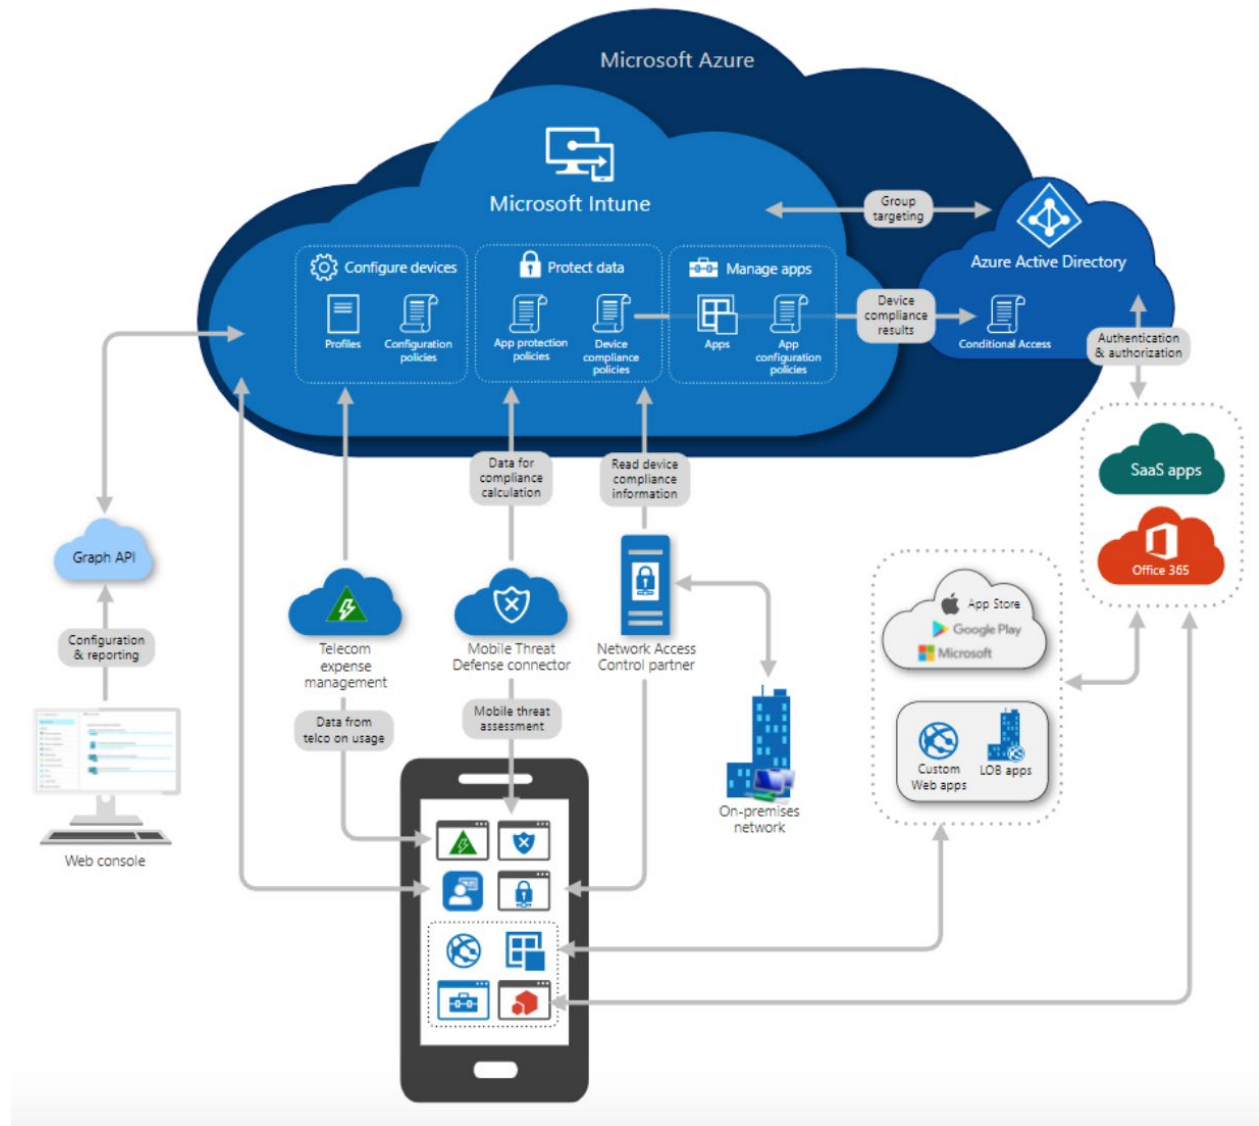 Microsoft Azure
Microsoft Intune
Group
targeting
Azure Active Directory
Configure devices
Protect data
Manage apps
Profiles
Configuration
policies
App protection
policies
Device
compliance
policies
Apps
App
configuration
policies
Device
compliance
results
Conditional Access
Authentication
& authorization
Data for
compliance
calculation
Read device
compliance
information
SaaS apps
Office 365
Graph API
Configuration
& reporting
Telecom
expense
management
Mobile Threat
Defense connector
Network Access
Control partner
App Store
Google Play
Microsoft
Data from
telco on usage
Mobile threat
assessment
Custom
Web apps
LOB apps
On-premises
network
Web console